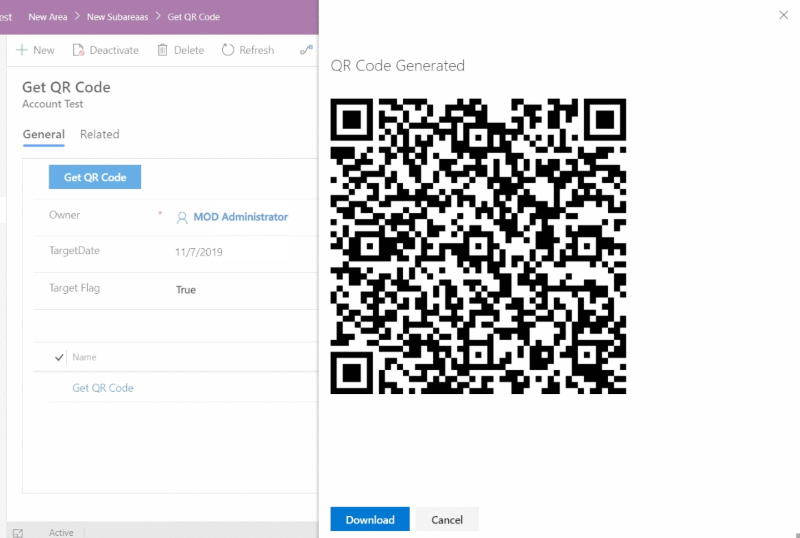 est New Area > New Subareaas > Get QR Code
New Deactivate Delete Refresh
Get QR Code
Account Test
General Related
Get QR Code
Owner * MOD Administrator
TargetDate 11/7/2019
Target Flag True
Name
Get QR Code
Active
QR Code Generated
Download Cancel